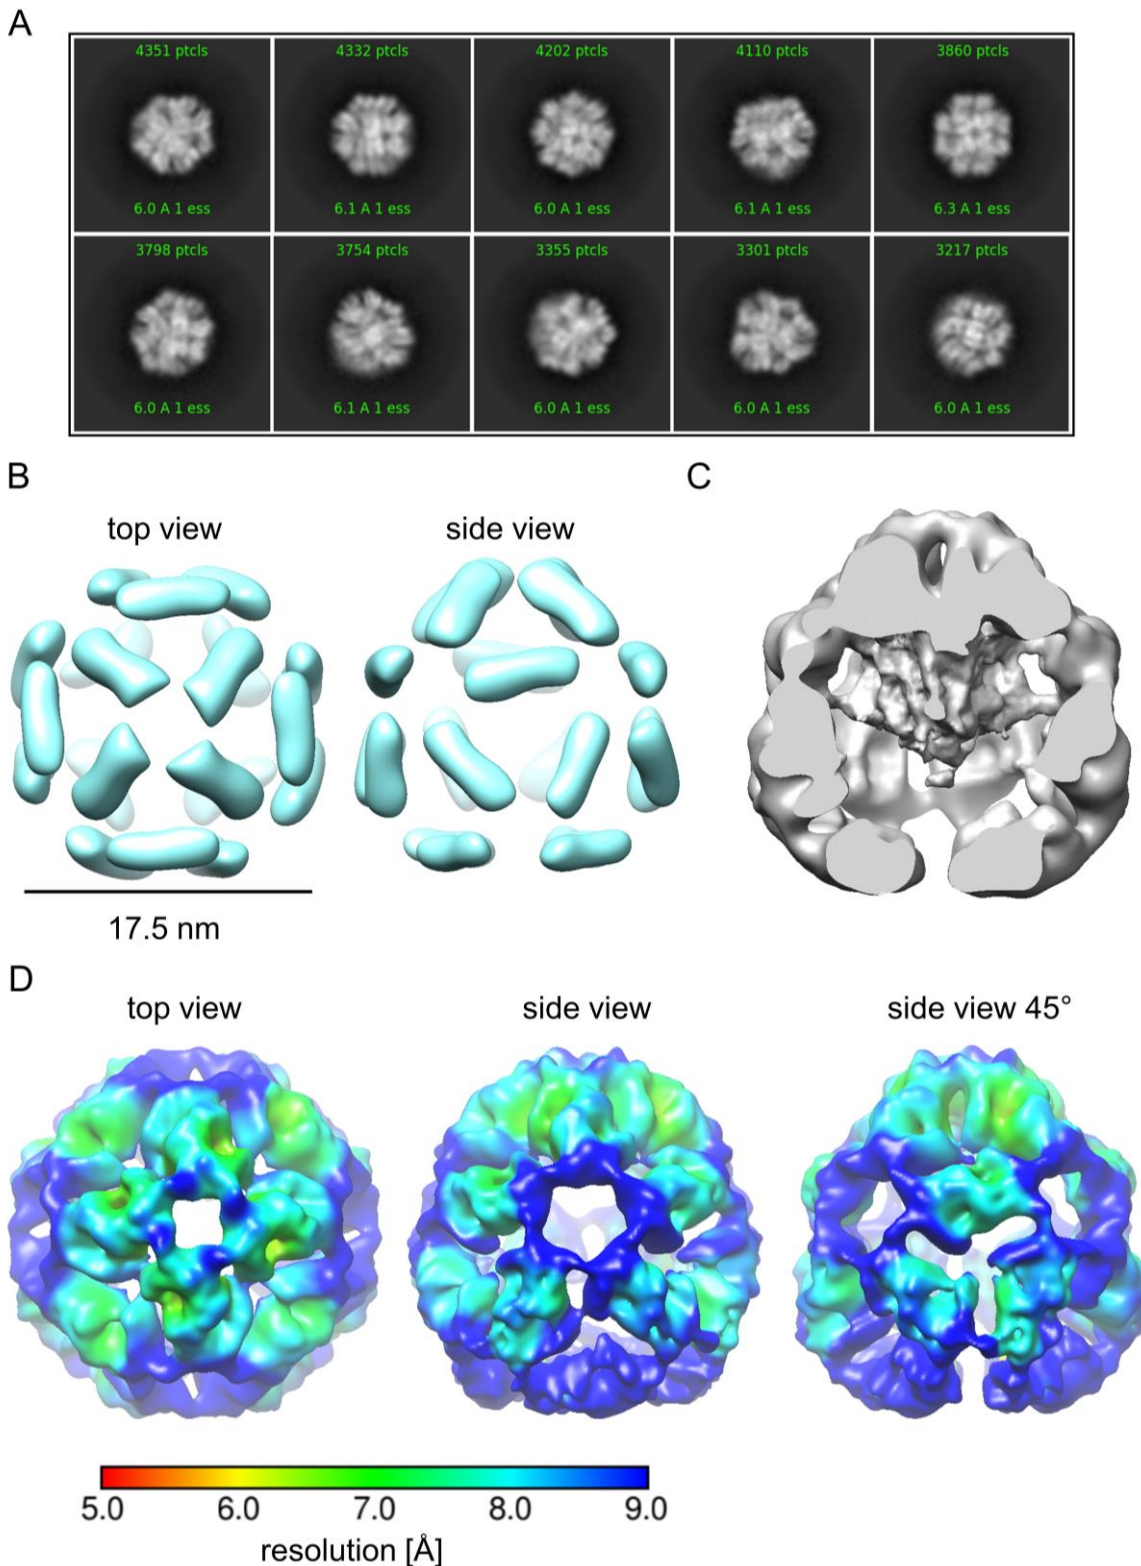 A
4351 ptcls 4332 ptcls 4202 ptcls 4110 ptcls 3860 ptcls
6.0 A 1 ess 6.1 A 1 ess 6.0 A 1 ess 6.1 A 1 ess 6.3 A 1 ess
3798 ptcls 3754 ptcls 3355 ptcls 3301 ptcls 3217 ptcls
6.0 A 1 ess 6.1 A 1 ess 6.0 A 1 ess 6.0 A 1 ess 6.0 A 1 ess
B
top view side view
17.5 nm
C
D
top view side view side view 45°
5.0 6.0 7.0 8.0 9.0
resolution [Å]